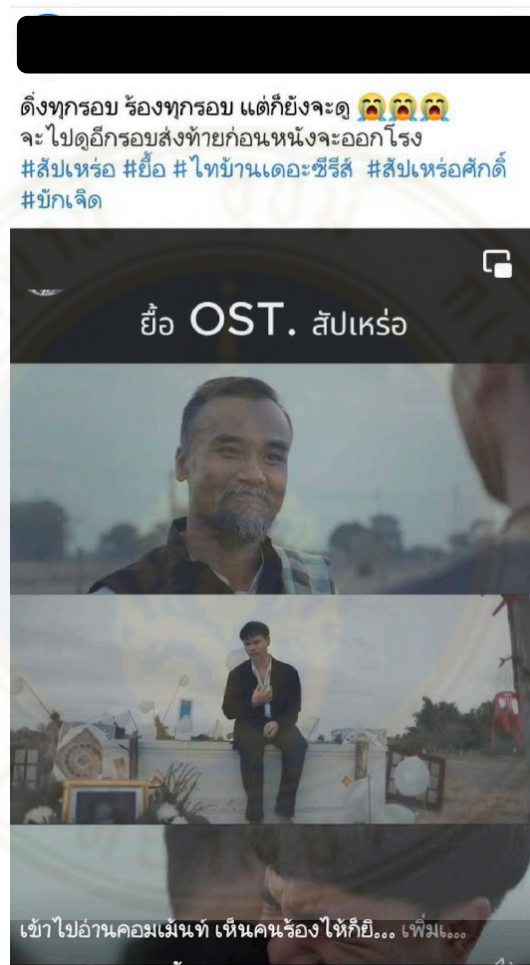 ดิ่งทุกรอบ ร้องทุกรอบ แต่ก็ยังจะดู 😭😭😭
จะไปดูอีกรอบส่งท้ายก่อนหนังจะออกโรง
#สัปเหร่อ #ยื้อ #ไทบ้านเดอะซีรีส์ #สัปเหร่อศักดิ์
#บักเจิด
ยื้อ OST. สัปเหร่อ
เข้าไปอ่านคอมเม้นท์ เห็นคนร้องไห้ก็ยิ... เพิ่มเ...